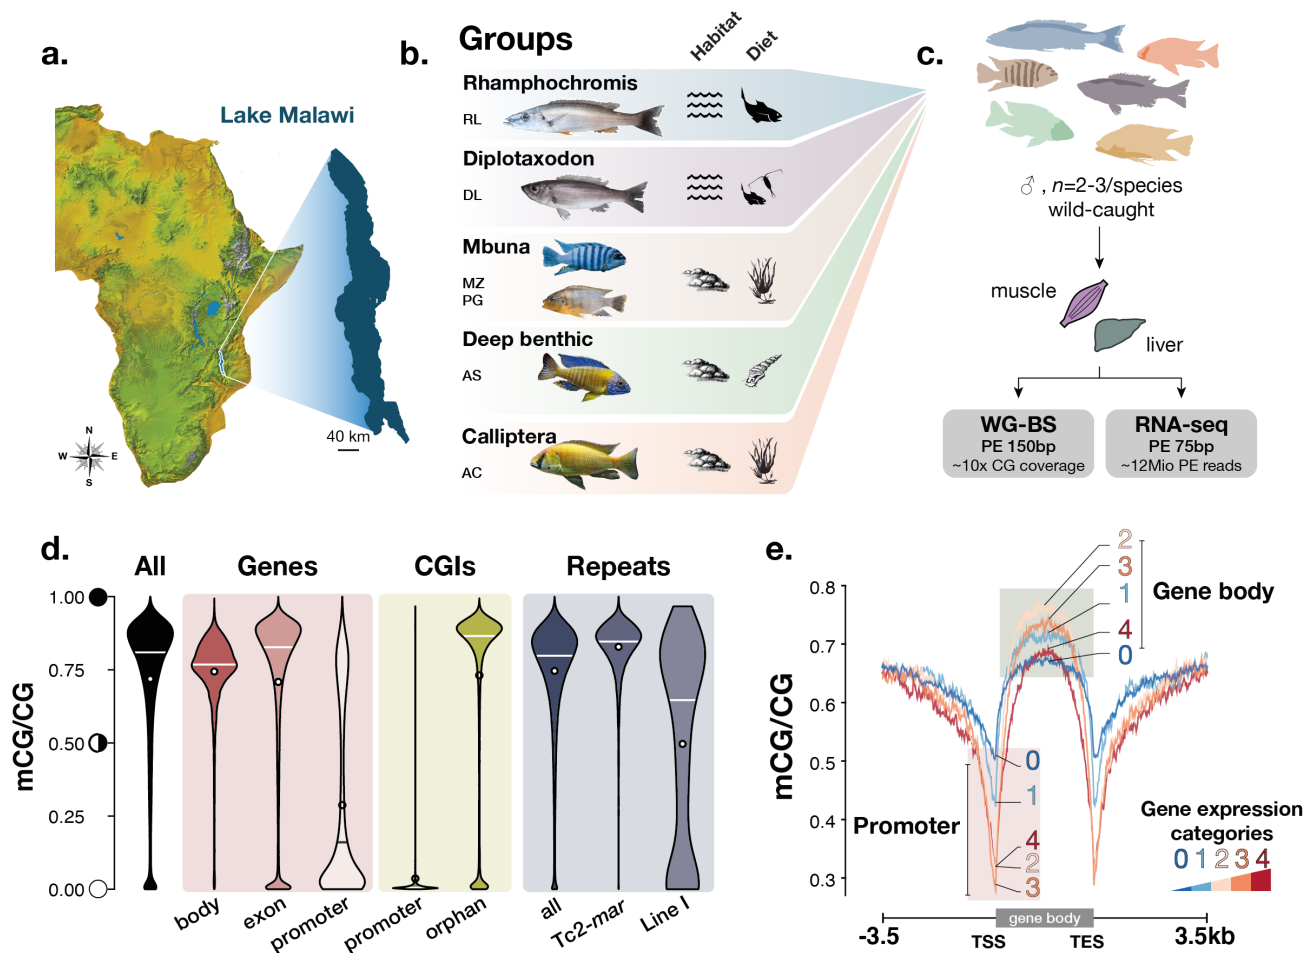 a.
Lake Malawi
N
W E
S
40 km
b.
Groups
Habitat
Diet
Rhamphochromis
RL
Diplotaxodon
DL
Mbuna
MZ
PG
Deep benthic
AS
Calliptera
AC
c.
♂, n=2-3/species
wild-caught
muscle
liver
WG-BS
PE 150bp
~10x CG coverage
RNA-seq
PE 75bp
~12Mio PE reads
d.
All
Genes
CGIs
Repeats
mCG/CG
1.00
0.75
0.50
0.25
0.00
body
exon
promoter
promoter
orphan
all
Tc2-mar
Line I
e.
mCG/CG
0.8
0.7
0.6
0.5
0.4
0.3
2
3
1
4
0
Gene body
0
1
4
2
3
Promoter
Gene expression
categories
0 1 2 3 4
gene body
-3.5
TSS
TES
3.5kb